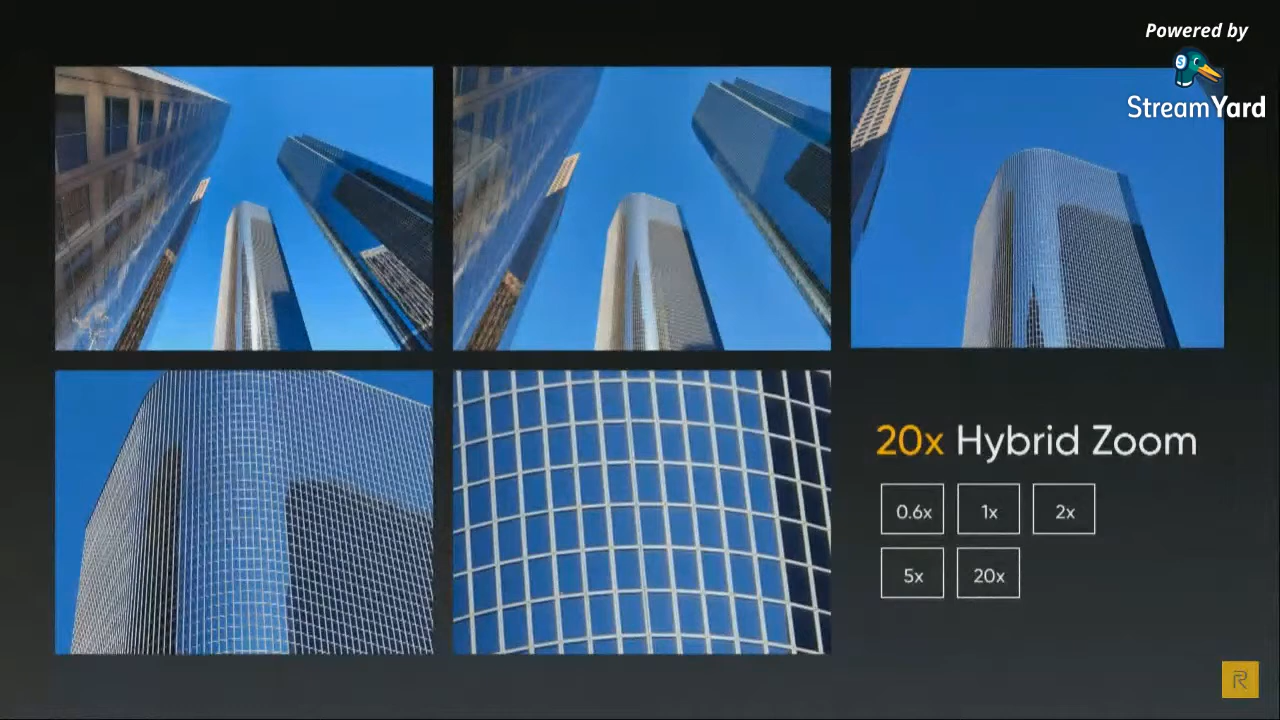 Powered by
StreamYard
20x Hybrid Zoom
0.6x
1x
2x
5x
20x
R